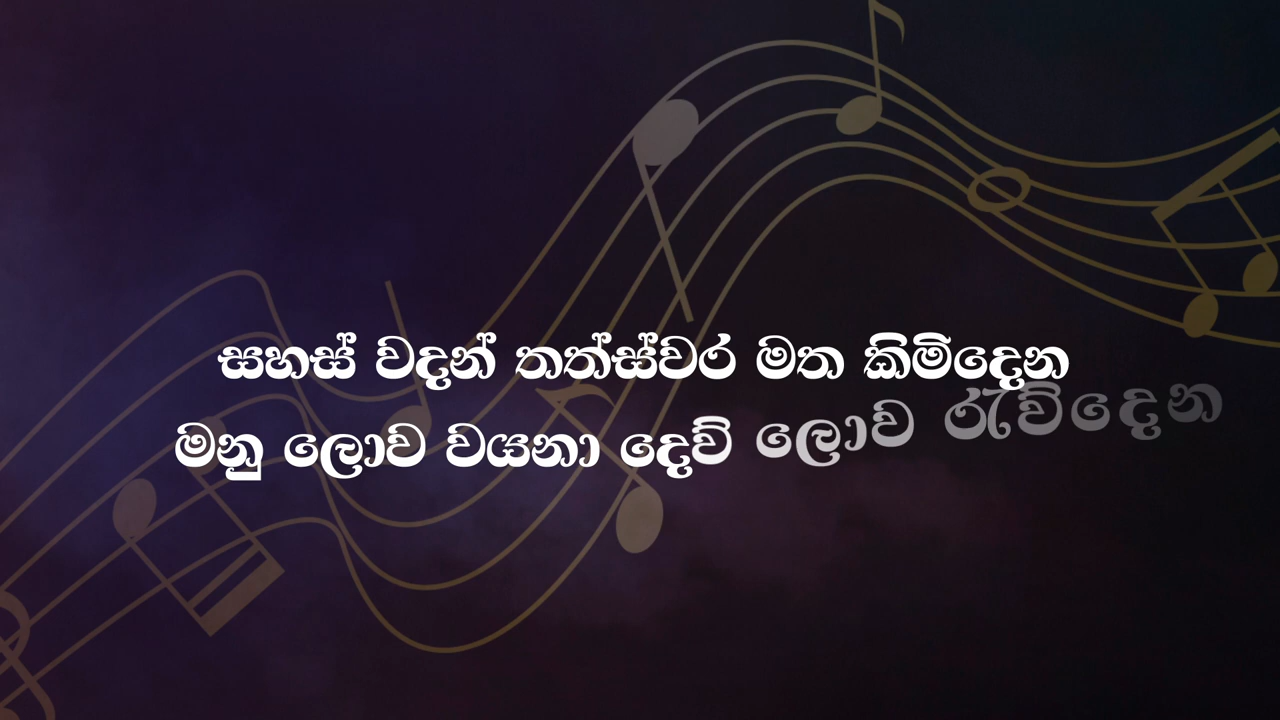 සහස් වදන් තත්ස්වර මත කිමිදෙන
මනු ලොව වයනා දෙව් ලොව රැව්දෙන